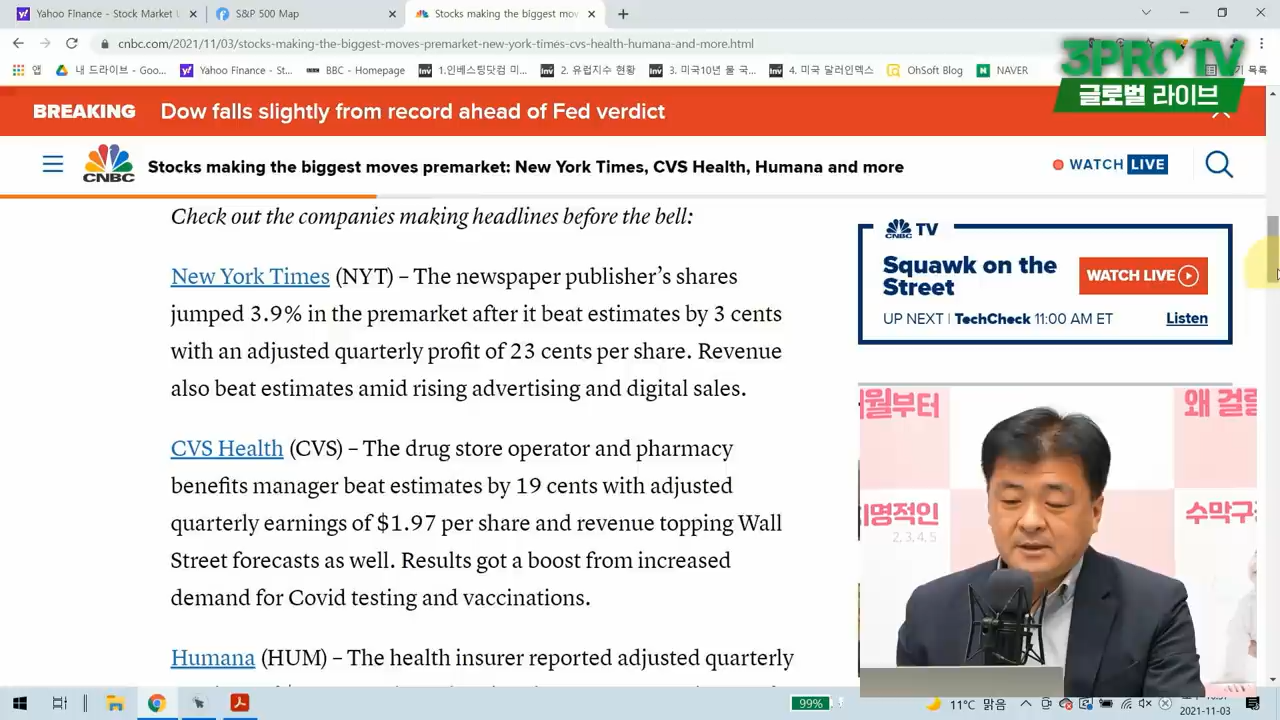 Yahoo Finance - Stock Market
S&P 500 Map
Stocks making the biggest mov
cnbc.com/2021/11/03/stocks-making-the-biggest-moves-premarket-new-york-times-cvs-health-humana-and-more.html
앱
내 드라이브 - Goo...
Yahoo Finance - St...
BBC - Homepage
1.인베스팅닷컴 미...
2. 유럽지수 현황
3. 미국10년 물 국...
4. 미국 달러인덱스
OhSoft Blog
NAVER
3PRO TV
글로벌 라이브
BREAKING Dow falls slightly from record ahead of Fed verdict
CNBC
Stocks making the biggest moves premarket: New York Times, CVS Health, Humana and more
WATCH LIVE
Check out the companies making headlines before the bell:
New York Times (NYT) – The newspaper publisher’s shares
jumped 3.9% in the premarket after it beat estimates by 3 cents
with an adjusted quarterly profit of 23 cents per share. Revenue
also beat estimates amid rising advertising and digital sales.
CVS Health (CVS) – The drug store operator and pharmacy
benefits manager beat estimates by 19 cents with adjusted
quarterly earnings of $1.97 per share and revenue topping Wall
Street forecasts as well. Results got a boost from increased
demand for Covid testing and vaccinations.
Humana (HUM) – The health insurer reported adjusted quarterly
CNBC TV
Squawk on the
Street
WATCH LIVE
UP NEXT | TechCheck 11:00 AM ET
Listen
월부터
왜 걸
명적인
2, 3, 4, 5
수막구
99%
11°C 맑음
2021-11-03